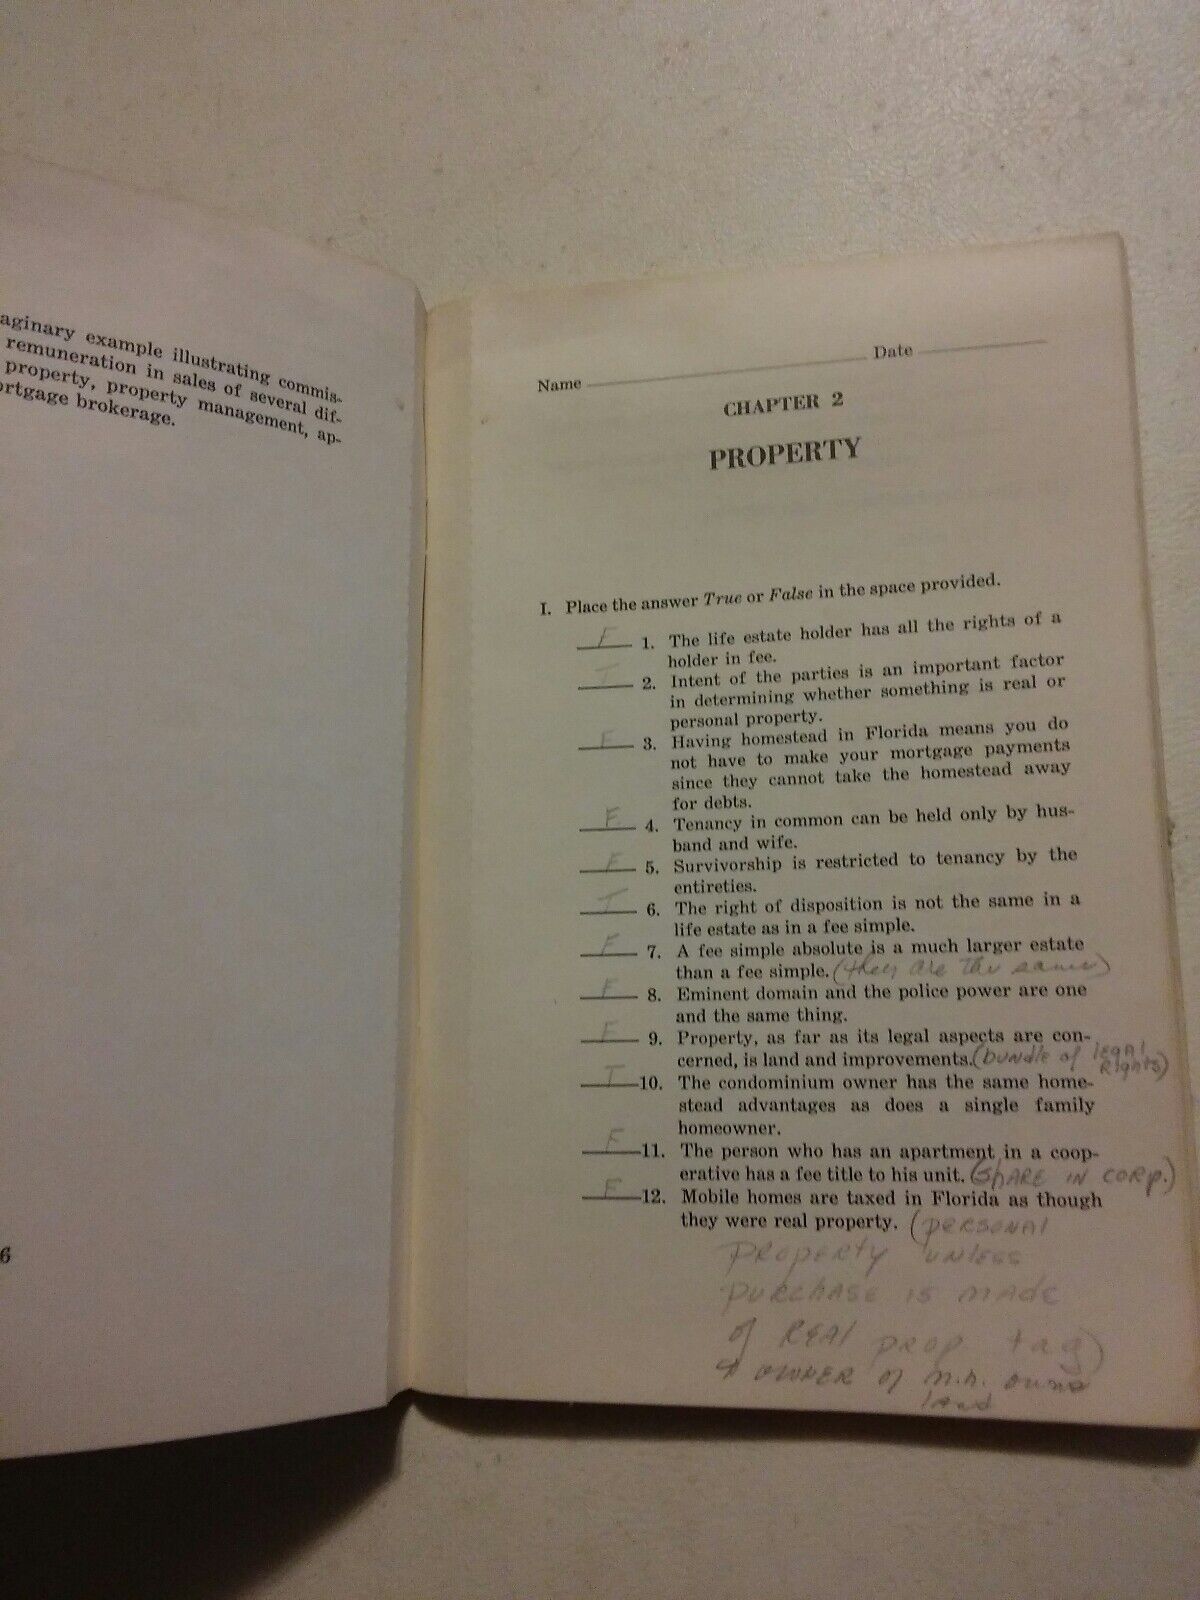 aginary example illustrating commis-
remuneration in sales of several dif-
property, property management, ap-
ortgage brokerage.
6
Name Date
CHAPTER 2
PROPERTY
I. Place the answer True or False in the space provided.
F 1. The life estate holder has all the rights of a
holder in fee.
T 2. Intent of the parties is an important factor
in determining whether something is real or
personal property.
F 3. Having homestead in Florida means you do
not have to make your mortgage payments
since they cannot take the homestead away
for debts.
F 4. Tenancy in common can be held only by hus-
band and wife.
F 5. Survivorship is restricted to tenancy by the
entireties.
T 6. The right of disposition is not the same in a
life estate as in a fee simple.
F 7. A fee simple absolute is a much larger estate
than a fee simple. (they are the same)
F 8. Eminent domain and the police power are one
and the same thing.
F 9. Property, as far as its legal aspects are con-
cerned, is land and improvements. (bundle of legal
Rights)
T 10. The condominium owner has the same home-
stead advantages as does a single family
homeowner.
F 11. The person who has an apartment in a coop-
erative has a fee title to his unit. (SHARE IN CORP.)
F 12. Mobile homes are taxed in Florida as though
they were real property. (PERSONAL
PROPERTY UNLESS
PURCHASE IS MADE
of REAL PROP tag)
& OWNER of M.H. owns
land